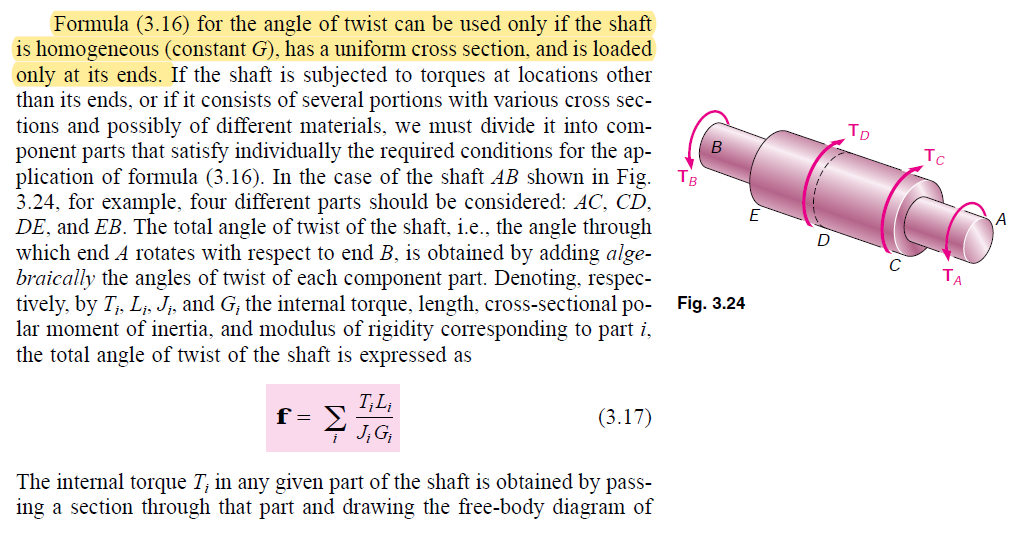 Formula (3.16) for the angle of twist can be used only if the shaft
is homogeneous (constant G), has a uniform cross section, and is loaded
only at its ends. If the shaft is subjected to torques at locations other
than its ends, or if it consists of several portions with various cross sec-
tions and possibly of different materials, we must divide it into com-
ponent parts that satisfy individually the required conditions for the ap-
plication of formula (3.16). In the case of the shaft AB shown in Fig.
3.24, for example, four different parts should be considered: AC, CD,
DE, and EB. The total angle of twist of the shaft, i.e., the angle through
which end A rotates with respect to end B, is obtained by adding alge-
braically the angles of twist of each component part. Denoting, respec-
tively, by Tᵢ, Lᵢ, Jᵢ, and Gᵢ the internal torque, length, cross-sectional po-
lar moment of inertia, and modulus of rigidity corresponding to part i,
the total angle of twist of the shaft is expressed as
f = ∑ᵢ TᵢLᵢ / JᵢGᵢ (3.17)
The internal torque Tᵢ in any given part of the shaft is obtained by pass-
ing a section through that part and drawing the free-body diagram of
B
T_B
E
T_D
D
T_C
C
T_A
A
Fig. 3.24